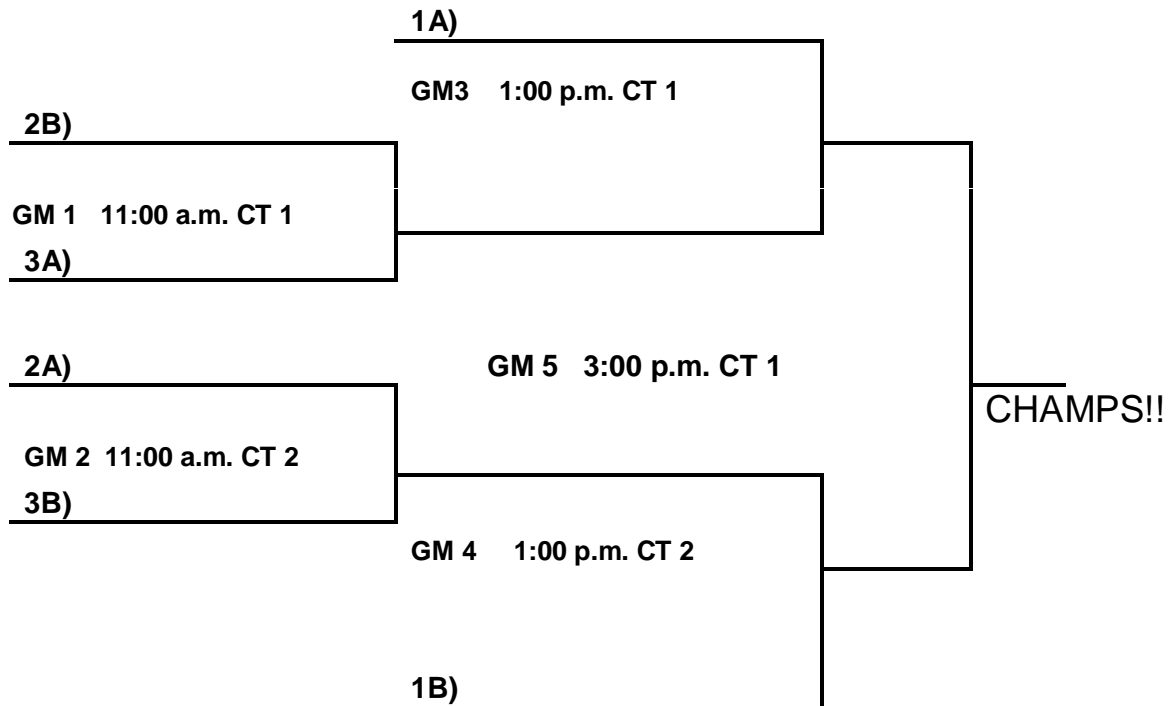 1A)
GM3 1:00 p.m. CT 1
2B)
GM 1 11:00 a.m. CT 1
3A)
2A)
GM 5 3:00 p.m. CT 1
CHAMPS!!
GM 2 11:00 a.m. CT 2
3B)
GM 4 1:00 p.m. CT 2
1B)